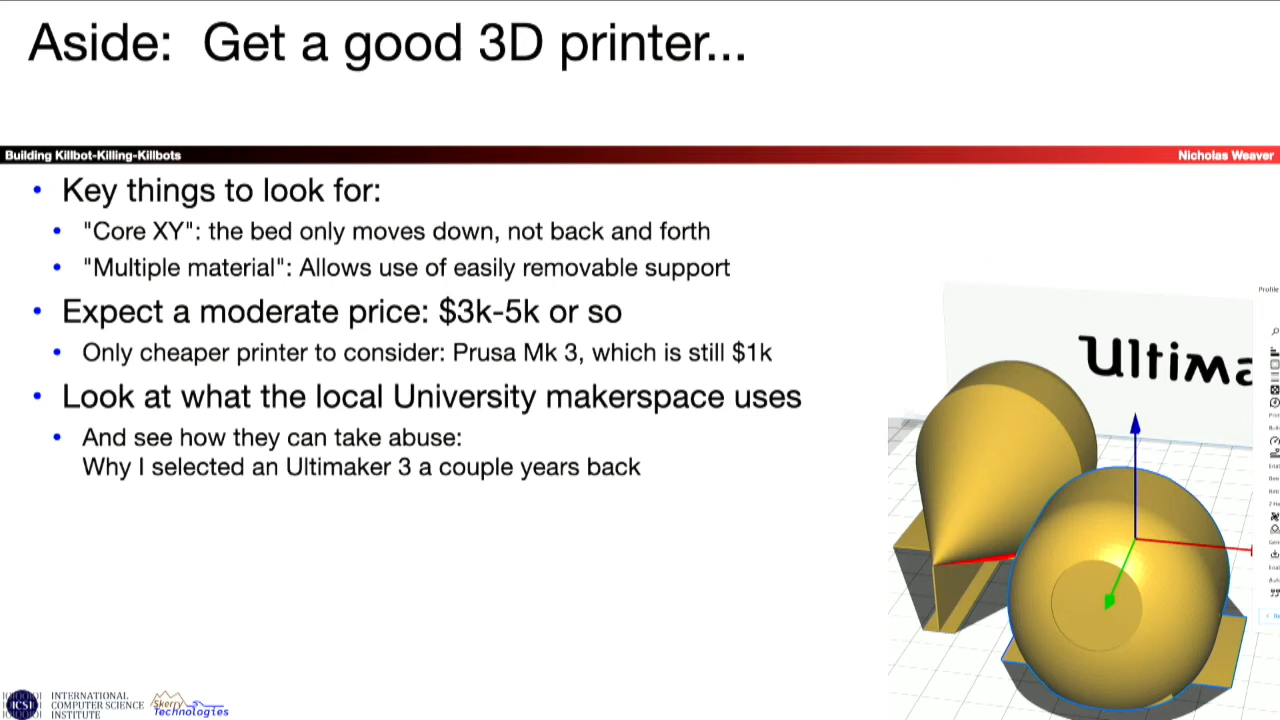 Aside: Get a good 3D printer...
Building Killbot-Killing-Killbots
Nicholas Weaver
• Key things to look for:
• "Core XY": the bed only moves down, not back and forth
• "Multiple material": Allows use of easily removable support
• Expect a moderate price: $3k-5k or so
• Only cheaper printer to consider: Prusa Mk 3, which is still $1k
• Look at what the local University makerspace uses
• And see how they can take abuse:
Why I selected an Ultimaker 3 a couple years back
Profile
Ultima
ICSI
INTERNATIONAL
COMPUTER SCIENCE
INSTITUTE
Skerry
Technologies